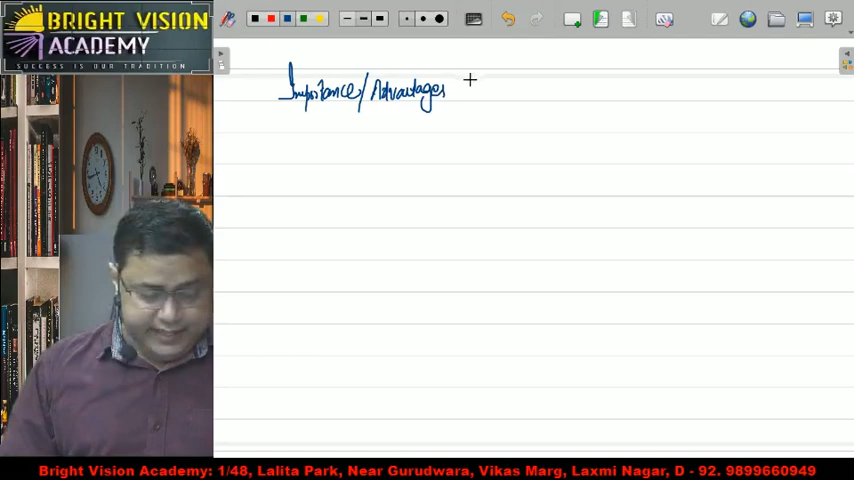 BRIGHT VISION
ACADEMY
SUCCESS IS OUR TRADITION
Importance/Advantages
Bright Vision Academy: 1/48, Lalita Park, Near Gurudwara, Vikas Marg, Laxmi Nagar, D - 92. 9899660949